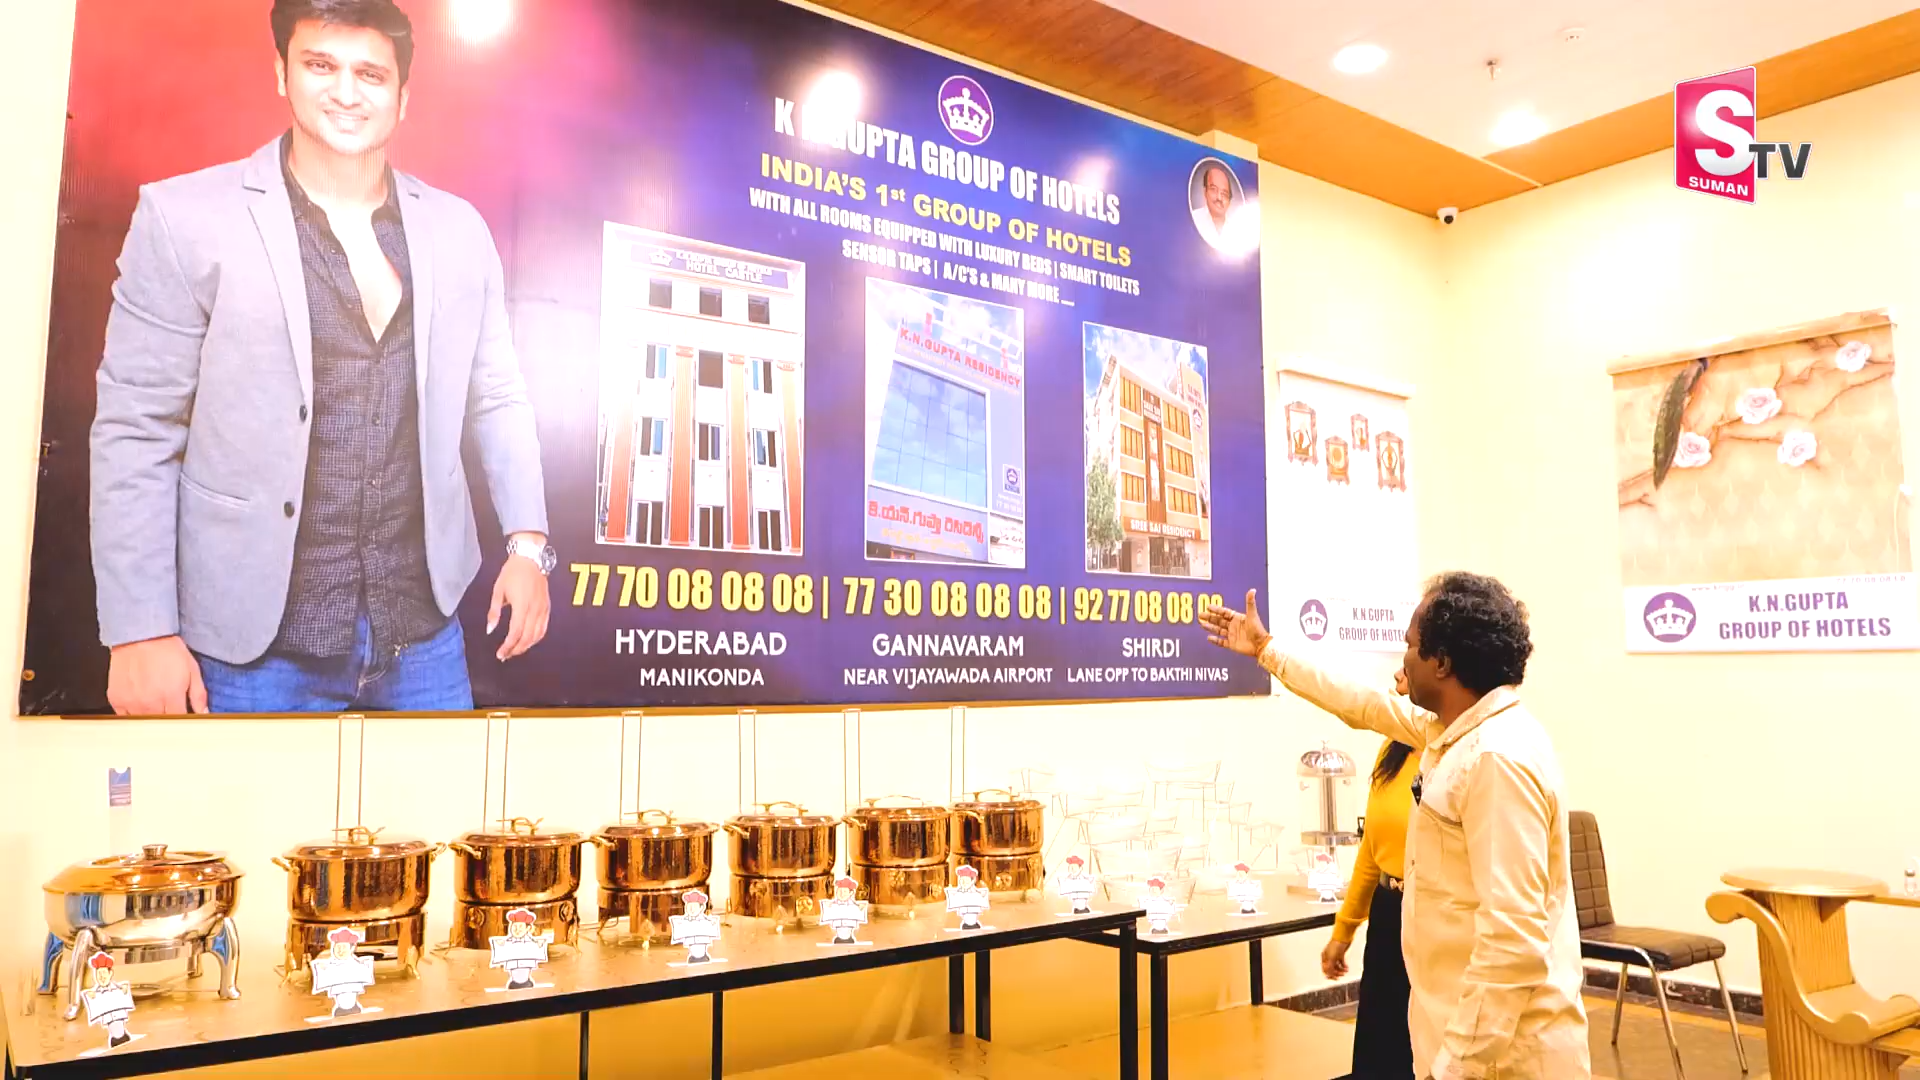 K.N.GUPTA GROUP OF HOTELS
INDIA'S 1st GROUP OF HOTELS
WITH ALL ROOMS EQUIPPED WITH LUXURY BEDS | SMART TOILETS
SENSOR TAPS | A/C'S & MANY MORE ....
HOTEL CASTLE
K.N.GUPTA RESIDENCY
కె.యన్.గుప్తా రెసిడెన్సీ
SREE SAI RESIDENCY
77 70 08 08 08 | 77 30 08 08 08 | 92 77 08 08
HYDERABAD
MANIKONDA
GANNAVARAM
NEAR VIJAYAWADA AIRPORT
SHIRDI
LANE OPP TO BAKTHI NIVAS
K.N.GUPTA
GROUP OF
K.N.GUPTA
GROUP OF HOTELS
S TV
SUMAN